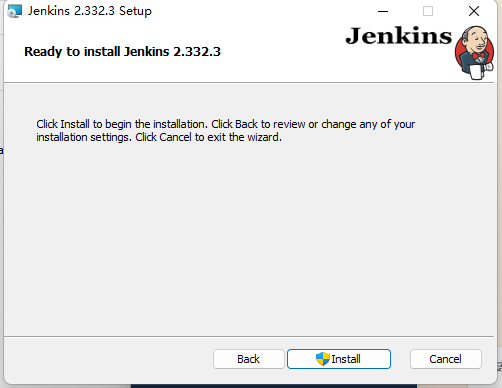 Jenkins 2.332.3 Setup
Jenkins
Ready to install Jenkins 2.332.3
Click Install to begin the installation. Click Back to review or change any of your
installation settings. Click Cancel to exit the wizard.
Back
Install
Cancel